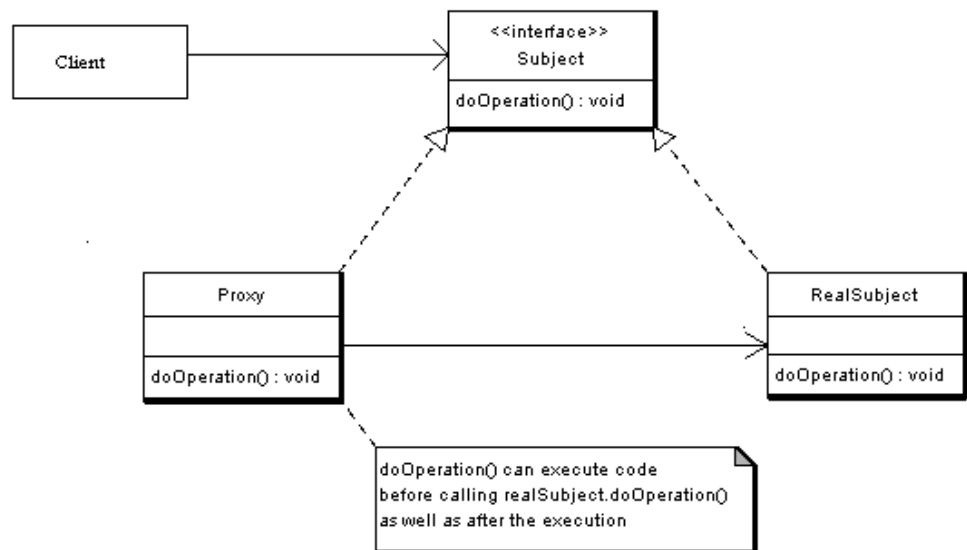 Client
<<interface>>
Subject
doOperation() : void
Proxy
doOperation() : void
RealSubject
doOperation() : void
doOperation() can execute code
before calling realSubject.doOperation()
as well as after the execution